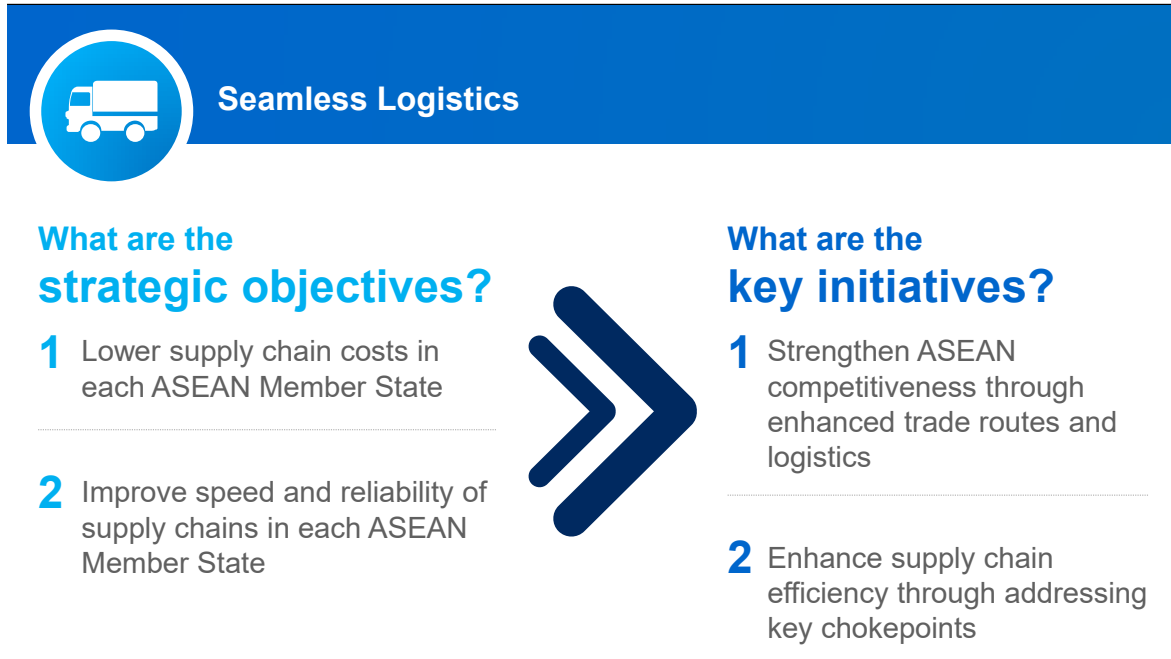 Seamless Logistics
What are the
strategic objectives?
1 Lower supply chain costs in
each ASEAN Member State
2 Improve speed and reliability of
supply chains in each ASEAN
Member State
What are the
key initiatives?
1 Strengthen ASEAN
competitiveness through
enhanced trade routes and
logistics
2 Enhance supply chain
efficiency through addressing
key chokepoints